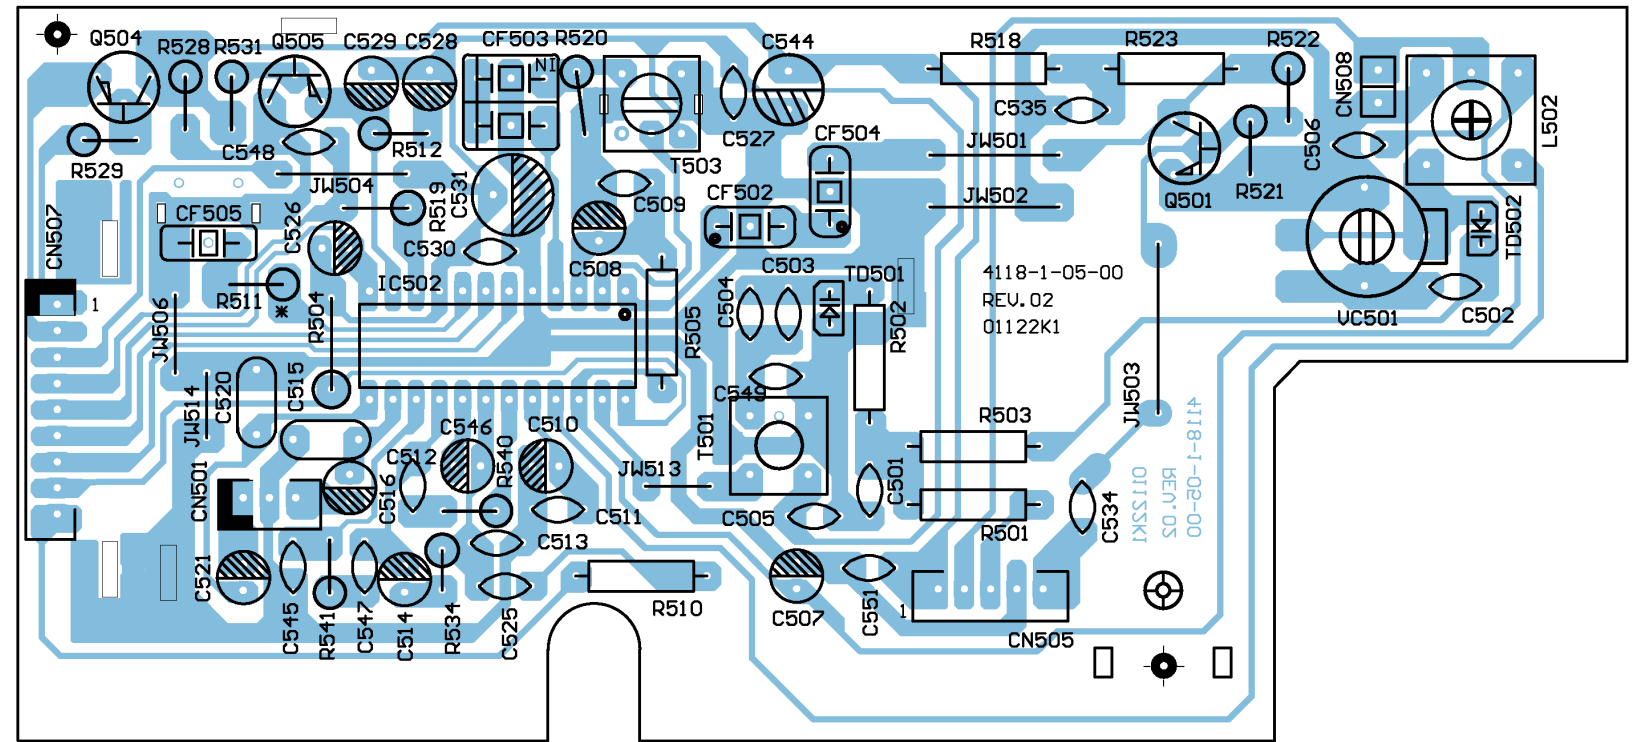 Q504
R528
R531
Q505
C529
C528
CF503
R520
C544
R518
R523
R522
IN
CN508
L502
C535
C527
CF504
C548
R512
R529
T503
JW501
C506
JW504
R519
C531
C509
CF502
JW502
Q501
R521
CN507
CF505
C526
C530
C508
C503
TD501
TD502
4118-1-05-00
REV.02
01122K1
R511
IC502
C504
R502
VC501
C502
1
*
R504
JW506
R505
C549
JW503
C520
C515
JW514
T501
R503
4118-1-05-00
REV.02
01122K1
C546
C510
C512
R540
JW513
CN501
C516
C511
C505
C501
R501
C534
C513
C521
R510
C507
C551
1
CN505
C545
R541
C547
C514
R534
C525